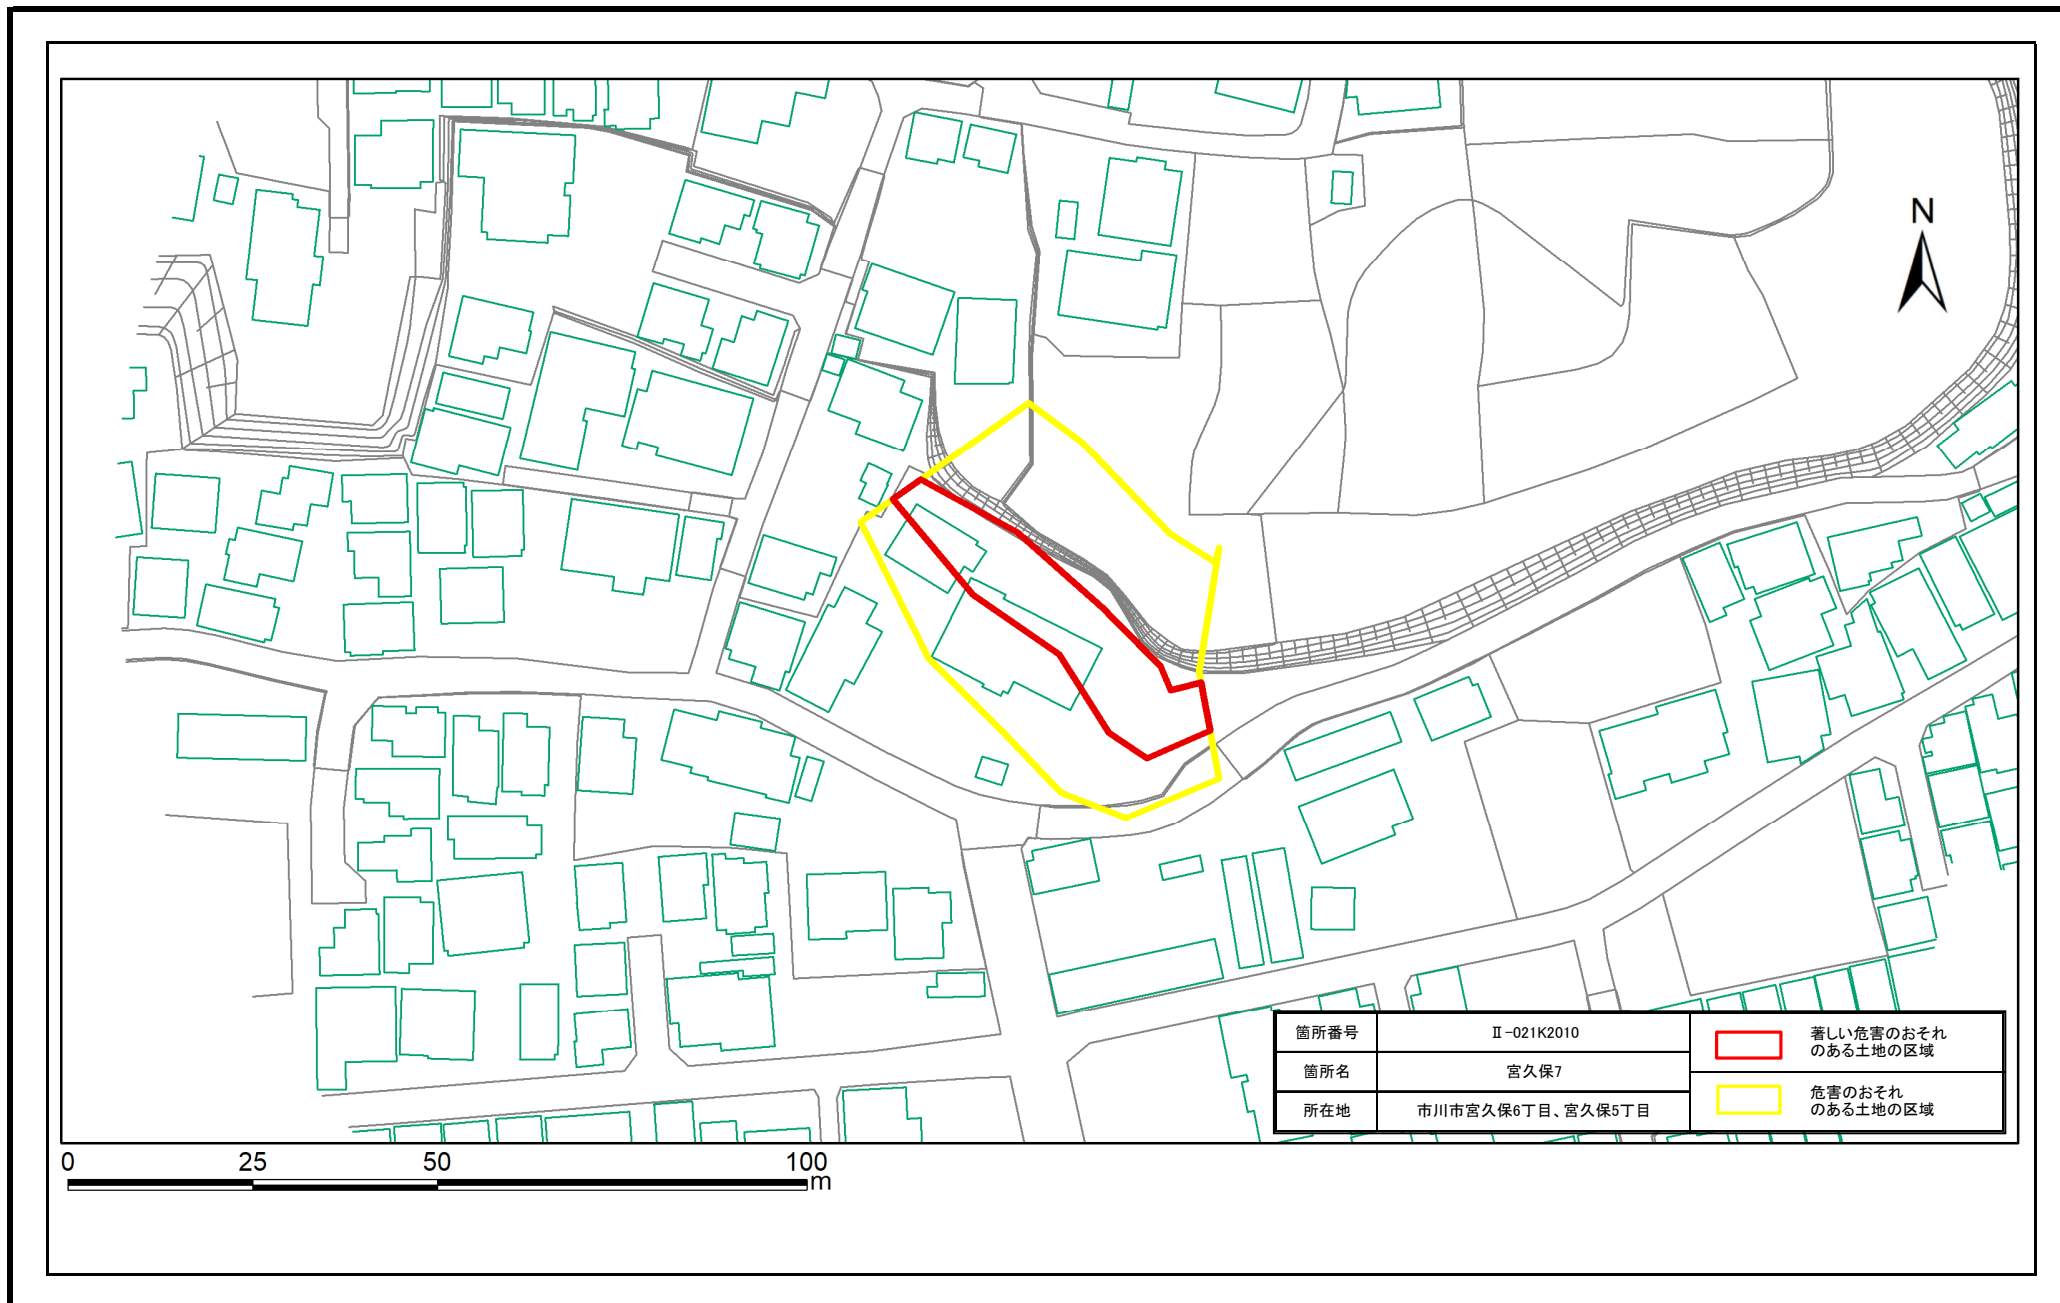 N
箇所番号
Ⅱ-021K2010
著しい危害のおそれ
のある土地の区域
箇所名
宮久保7
所在地
市川市宮久保6丁目、宮久保5丁目
危害のおそれ
のある土地の区域
0 25 50 100
m